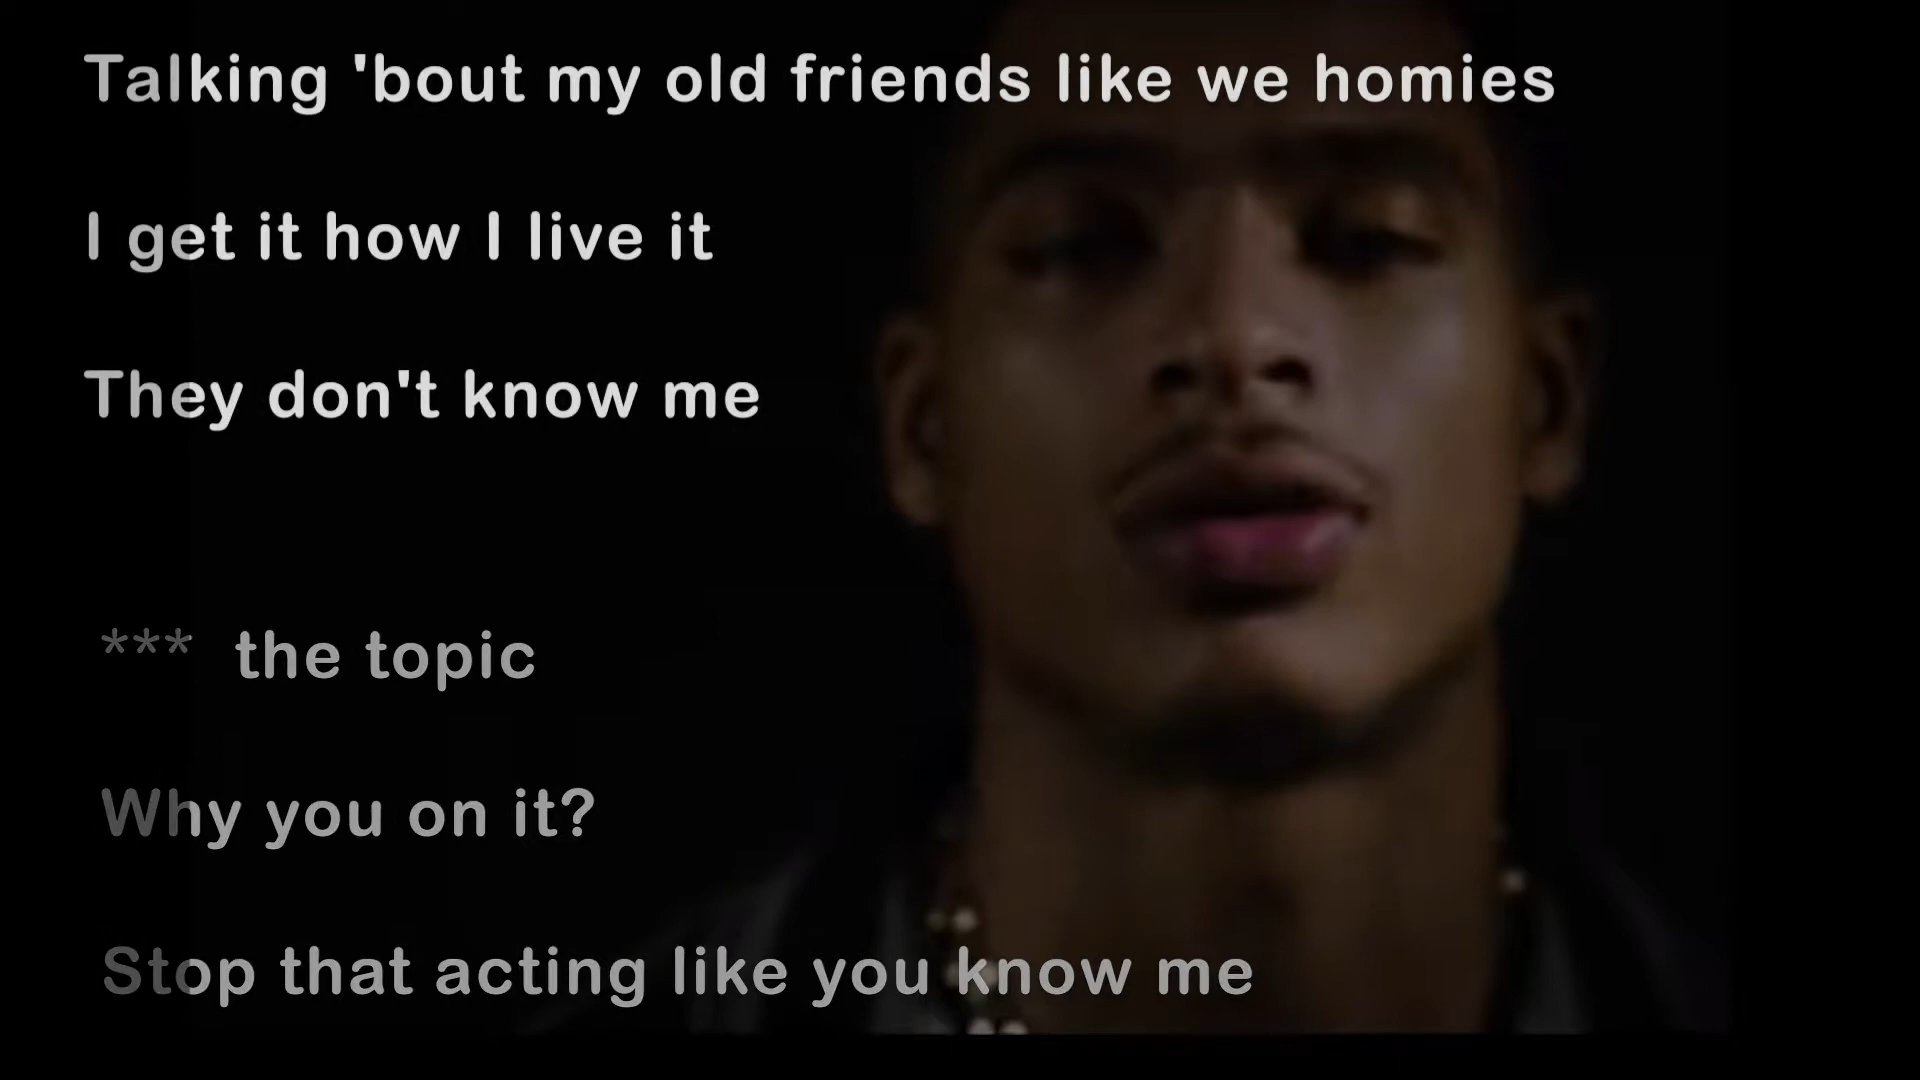 Talking 'bout my old friends like we homies
I get it how I live it
They don't know me
*** the topic
Why you on it?
Stop that acting like you know me